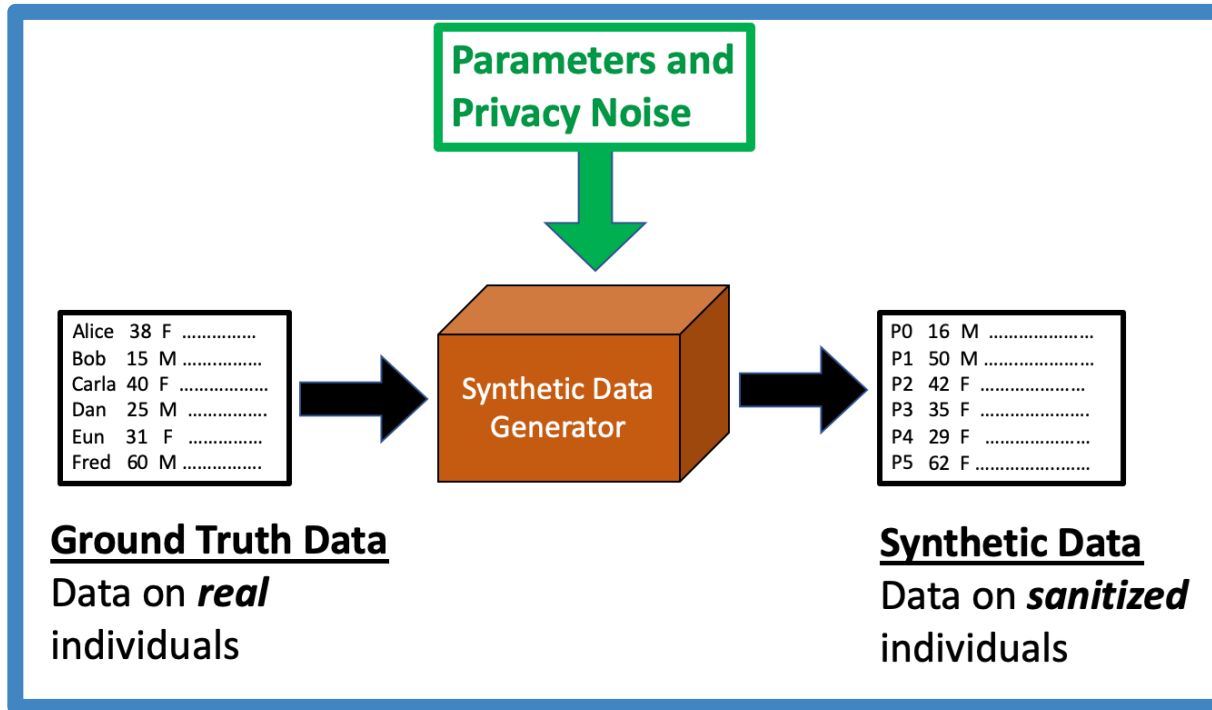 Parameters and
Privacy Noise
Alice 38 F ...............
Bob 15 M ................
Carla 40 F ..................
Dan 25 M ................
Eun 31 F ...............
Fred 60 M ................
Synthetic Data
Generator
P0 16 M .....................
P1 50 M ......................
P2 42 F .....................
P3 35 F ......................
P4 29 F .....................
P5 62 F ......................
Ground Truth Data
Data on real
individuals
Synthetic Data
Data on sanitized
individuals